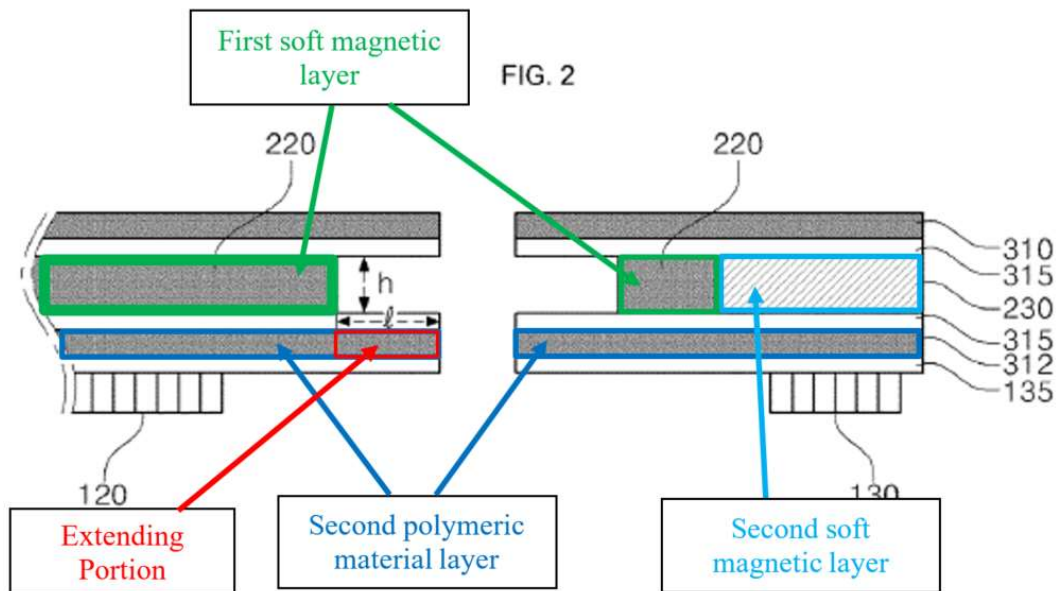 First soft magnetic
layer
FIG. 2
220
220
310
315
230
315
312
135
h
ℓ
120
130
Extending
Portion
Second polymeric
material layer
Second soft
magnetic layer